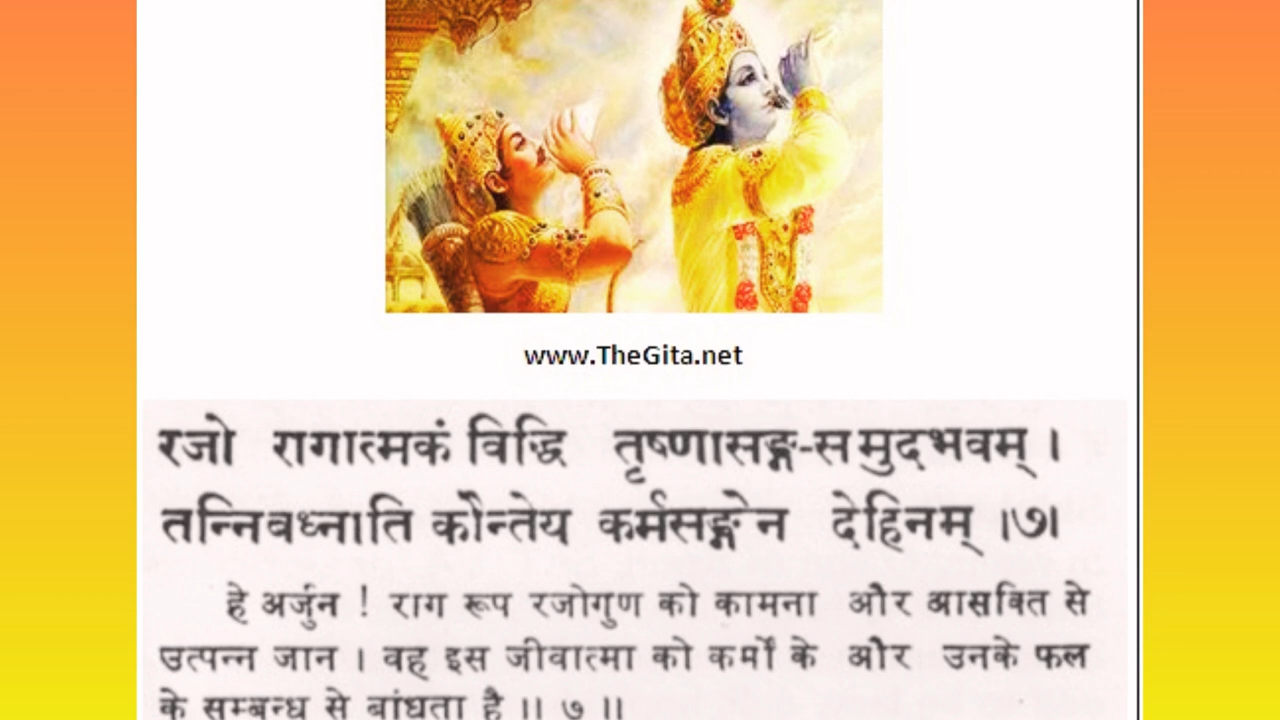 www.TheGita.net
रजो रागात्मकं विद्धि तृष्णासङ्ग-समुदभवम् ।
तन्निबध्नाति कौन्तेय कर्मसङ्गेन देहिनम् ।७।
हे अर्जुन ! राग रूप रजोगुण को कामना और आसक्ति से
उत्पन्न जान । वह इस जीवात्मा को कर्मों के और उनके फल
के सम्बन्ध से बांधता है ॥ ७ ॥